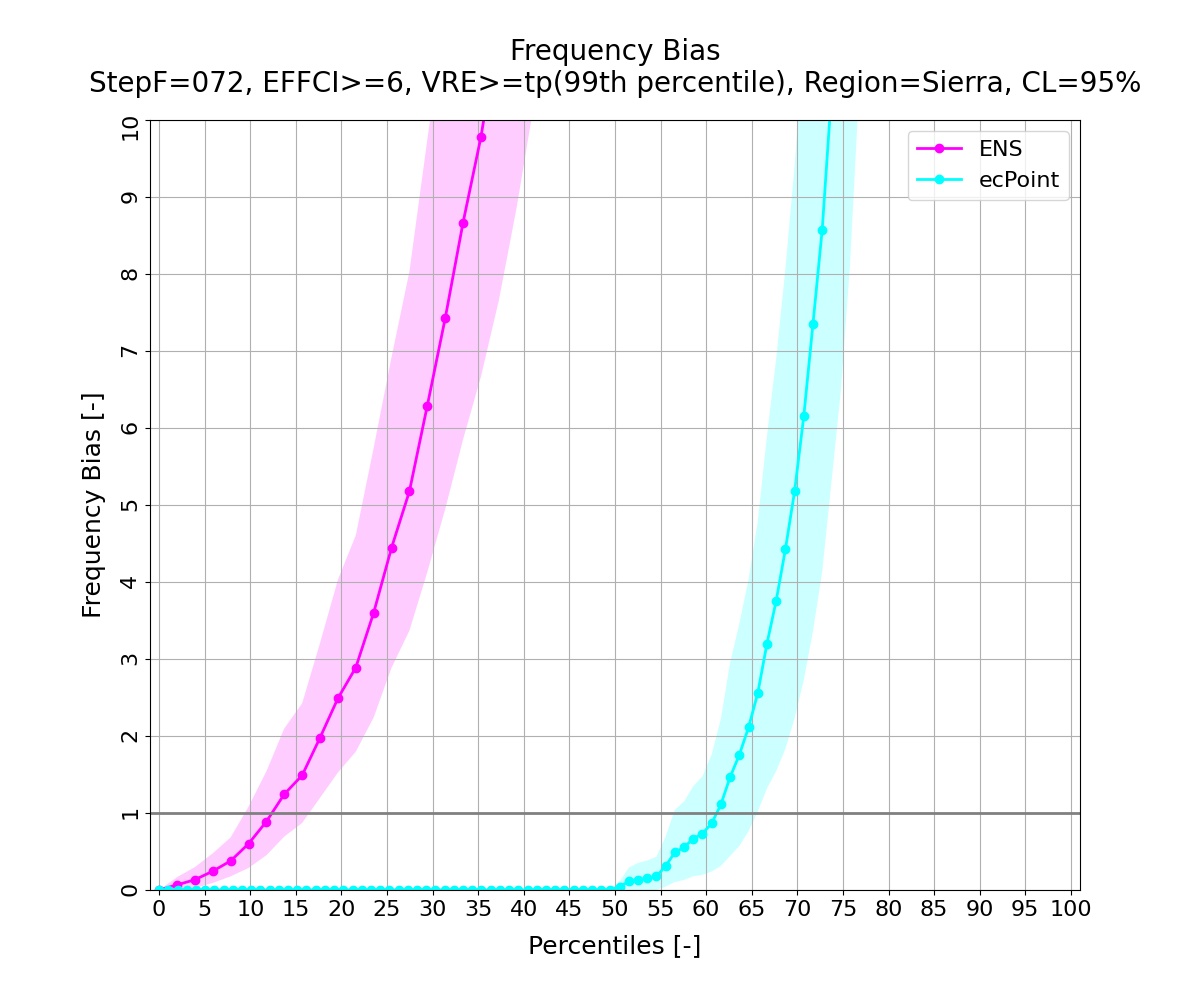 Frequency Bias
StepF=072, EFFCI>=6, VRE>=tp(99th percentile), Region=Sierra, CL=95%
ENS
ecPoint
Frequency Bias [-]
10
9
8
7
6
5
4
3
2
1
0
0 5 10 15 20 25 30 35 40 45 50 55 60 65 70 75 80 85 90 95 100
Percentiles [-]